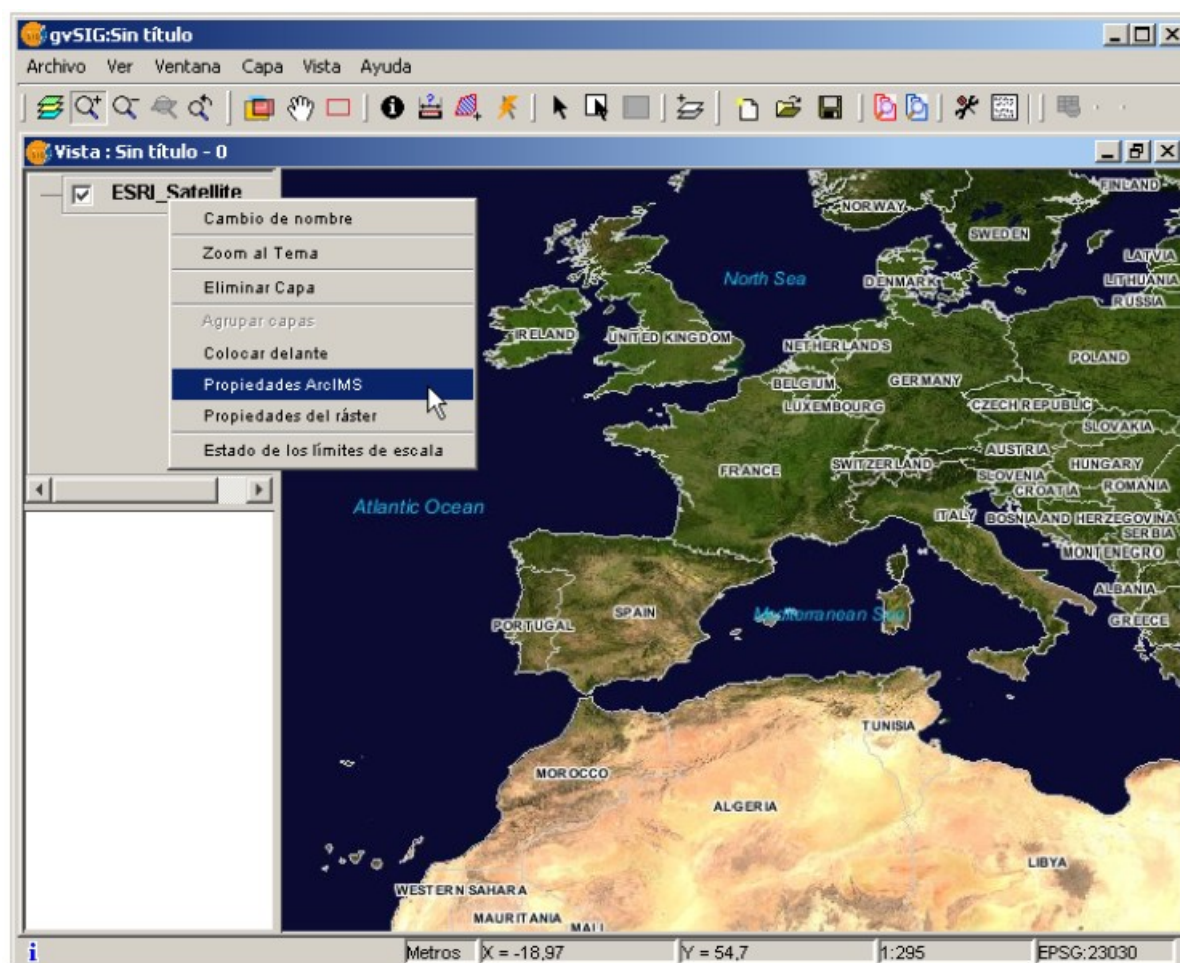 gvSIG:Sin título
Archivo Ver Ventana Capa Vista Ayuda
Vista : Sin título - 0
ESRI_Satellite
Cambio de nombre
Zoom al Tema
Eliminar Capa
Agrupar capas
Colocar delante
Propiedades ArcIMS
Propiedades del ráster
Estado de los límites de escala
FINLAND
NORWAY
SWEDEN
LATVIA
North Sea
DENMARK
LITHUANIA
RUSSIA
IRELAND
UNITED KINGDOM
NETHERLANDS
POLAND
BELGIUM
GERMANY
LUXEMBOURG
CZECH REPUBLIC
SLOVAKIA
AUSTRIA
FRANCE
SWITZERLAND
HUNGARY
SLOVENIA
CROATIA
ROMANIA
Atlantic Ocean
ITALY
BOSNIA AND HERZEGOVINA
SERBIA
MONTENEGRO
ALBANIA
SPAIN
Mediterranean Sea
PORTUGAL
GREECE
TUNISIA
MOROCCO
ALGERIA
LIBYA
WESTERN SAHARA
MAURITANIA
MALI
Metros X = -18,97 Y = 54,7 1:295 EPSG:23030